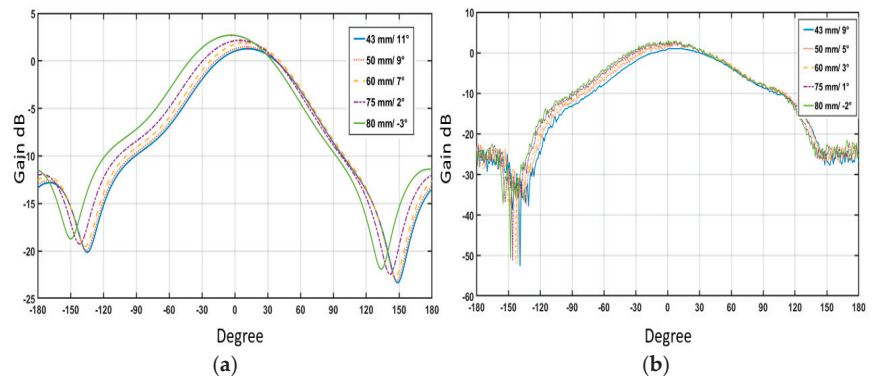 5
0
-5
-10
-15
-20
-25
Gain dB
43 mm/ 11°
50 mm/ 9°
60 mm/ 7°
75 mm/ 2°
80 mm/ -3°
-180 -150 -120 -90 -60 -30 0 30 60 90 120 150 180
Degree
(a)
20
10
0
-10
-20
-30
-40
-50
-60
Gain dB
43 mm/ 9°
50 mm/ 5°
60 mm/ 3°
75 mm/ 1°
80 mm/ -2°
-180 -150 -120 -90 -60 -30 0 30 60 90 120 150 180
Degree
(b)